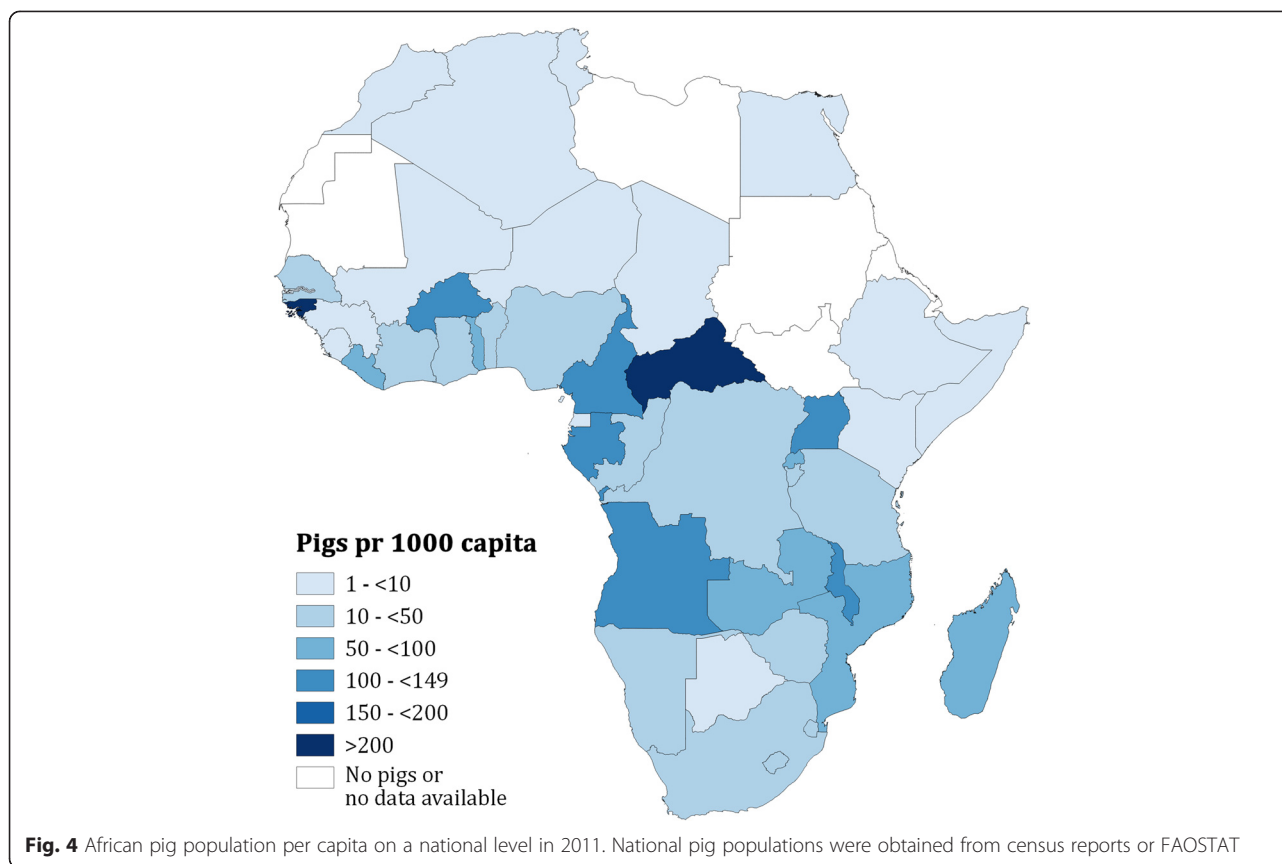 Pigs pr 1000 capita
1 - <10
10 - <50
50 - <100
100 - <149
150 - <200
>200
No pigs or
no data available
Fig. 4 African pig population per capita on a national level in 2011. National pig populations were obtained from census reports or FAOSTAT